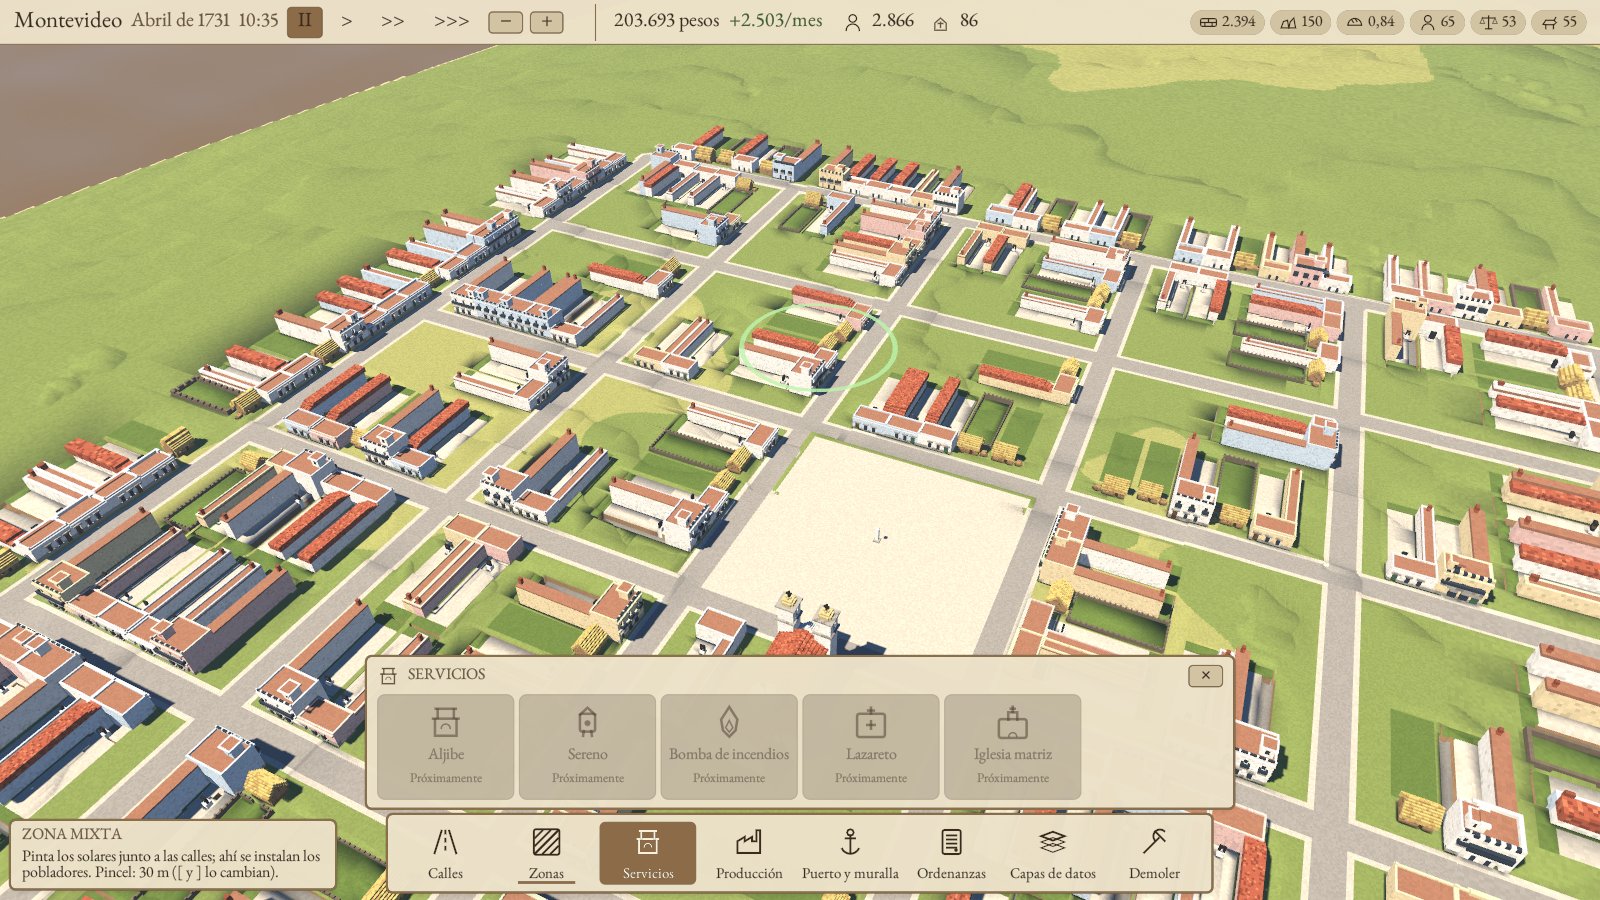 Montevideo Abril de 1731 10:35 II > >> >>> − + 203.693 pesos +2.503/mes 2.866 86 2.394 150 0,84 65 53 55
SERVICIOS ×
Aljibe
Próximamente
Sereno
Próximamente
Bomba de incendios
Próximamente
Lazareto
Próximamente
Iglesia matriz
Próximamente
ZONA MIXTA
Pinta los solares junto a las calles; ahí se instalan los
pobladores. Pincel: 30 m ([ y ] lo cambian).
Calles Zonas Servicios Producción Puerto y muralla Ordenanzas Capas de datos Demoler